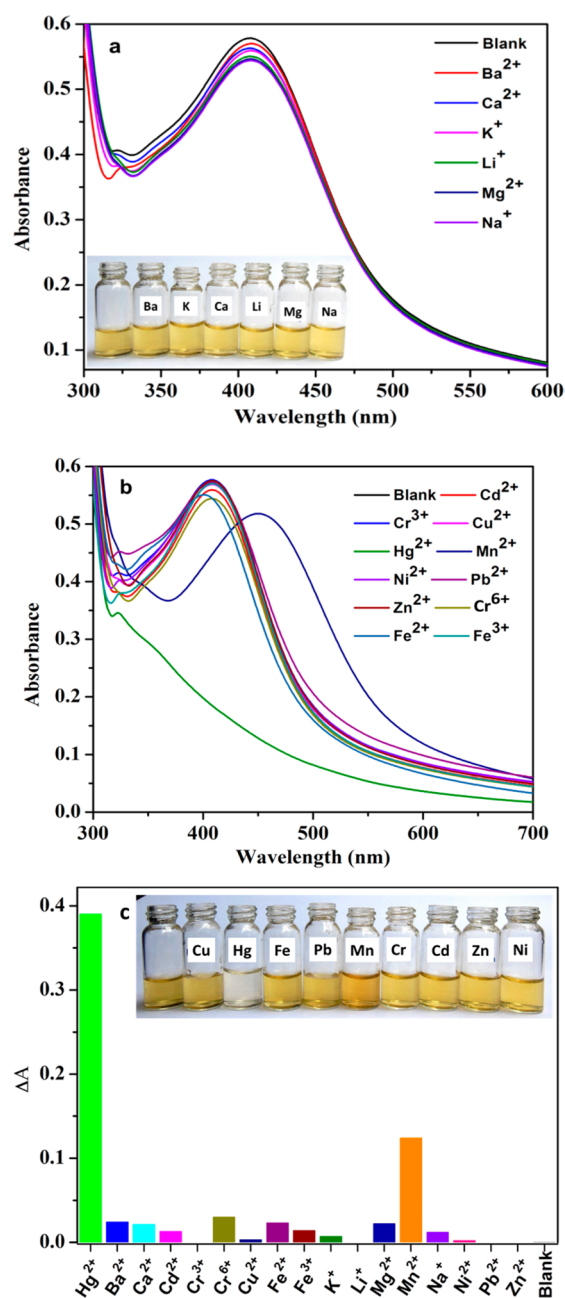 a
0.6
0.5
0.4
0.3
0.2
0.1
Absorbance
Blank
Ba2+
Ca2+
K+
Li+
Mg2+
Na+
Ba K Ca Li Mg Na
300 350 400 450 500 550 600
Wavelength (nm)
b
0.6
0.5
0.4
0.3
0.2
0.1
0.0
Absorbance
Blank Cd2+
Cr3+ Cu2+
Hg2+ Mn2+
Ni2+ Pb2+
Zn2+ Cr6+
Fe2+ Fe3+
300 400 500 600 700
Wavelength (nm)
c
0.4
0.3
0.2
0.1
0.0
ΔA
Cu Hg Fe Pb Mn Cr Cd Zn Ni
Hg2+ Ba2+ Ca2+ Cd2+ Cr3+ Cr6+ Cu2+ Fe2+ Fe3+ K+ Li+ Mg2+ Mn2+ Na+ Ni2+ Pb2+ Zn2+ Blank